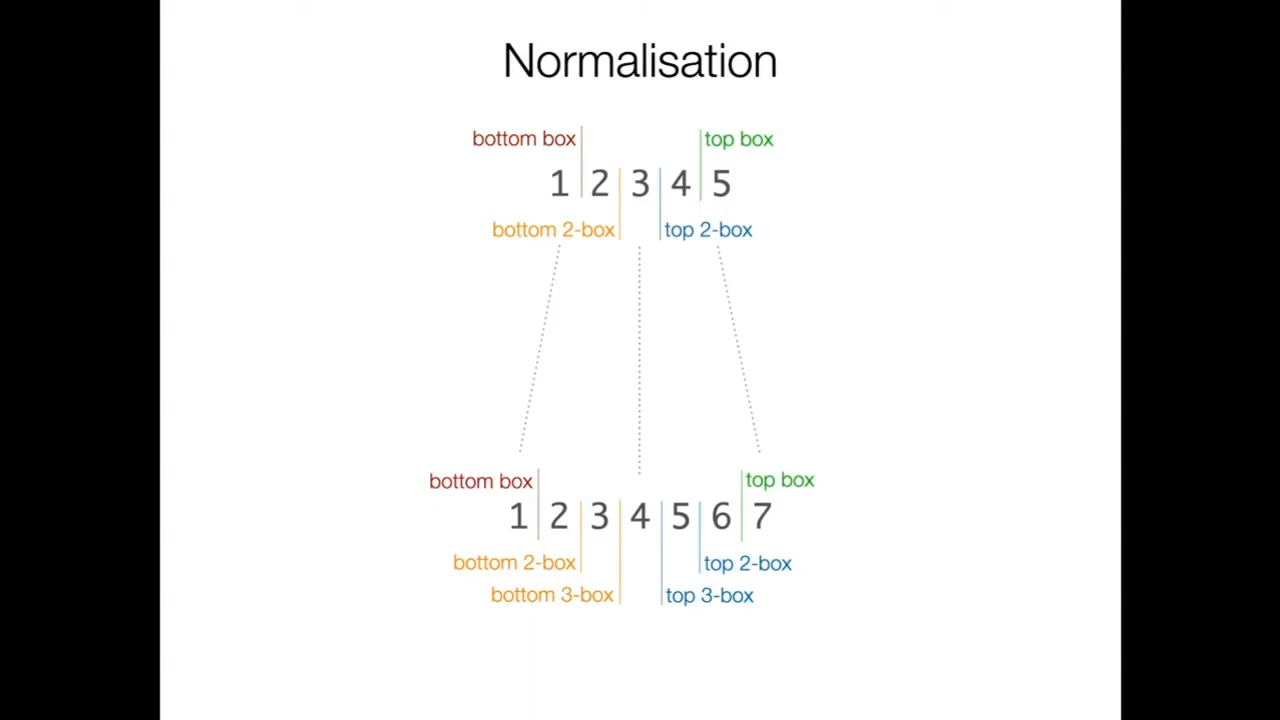 Normalisation
bottom box top box
1 2 3 4 5
bottom 2-box top 2-box
bottom box top box
1 2 3 4 5 6 7
bottom 2-box top 2-box
bottom 3-box top 3-box